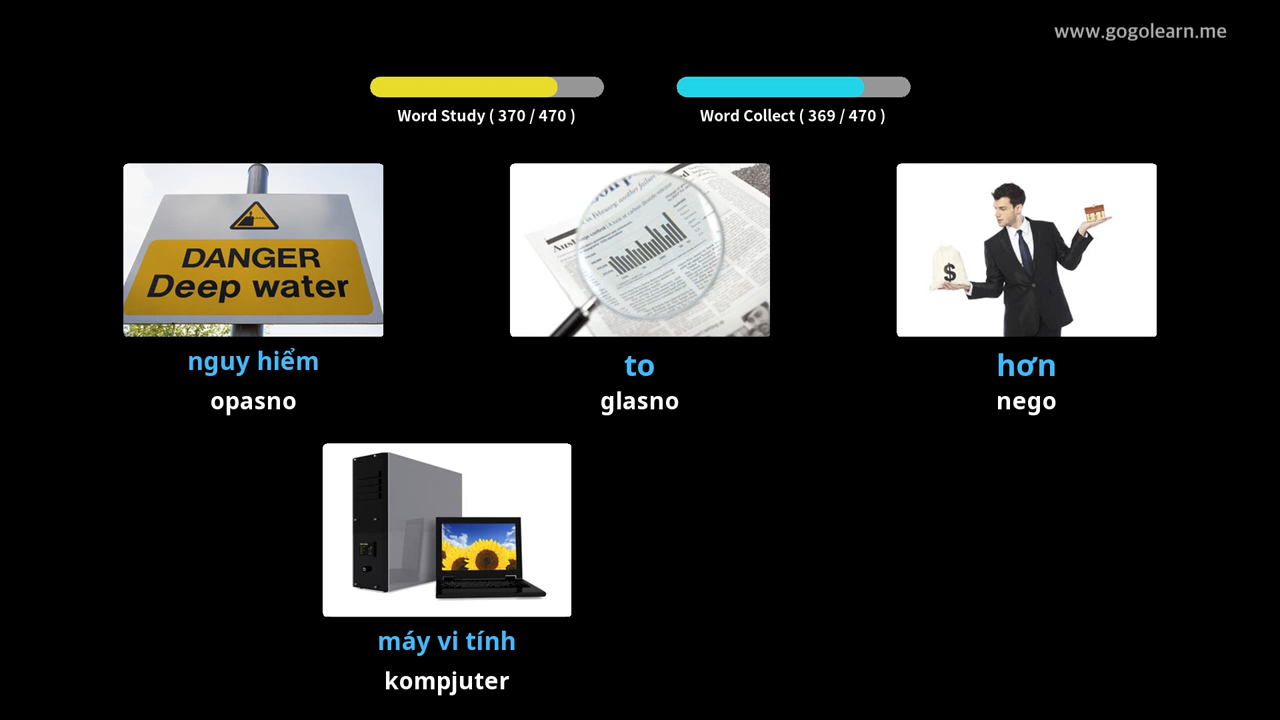 www.gogolearn.me
Word Study ( 370 / 470 )
Word Collect ( 369 / 470 )
DANGER
Deep water
$
nguy hiểm
opasno
to
glasno
hơn
nego
máy vi tính
kompjuter